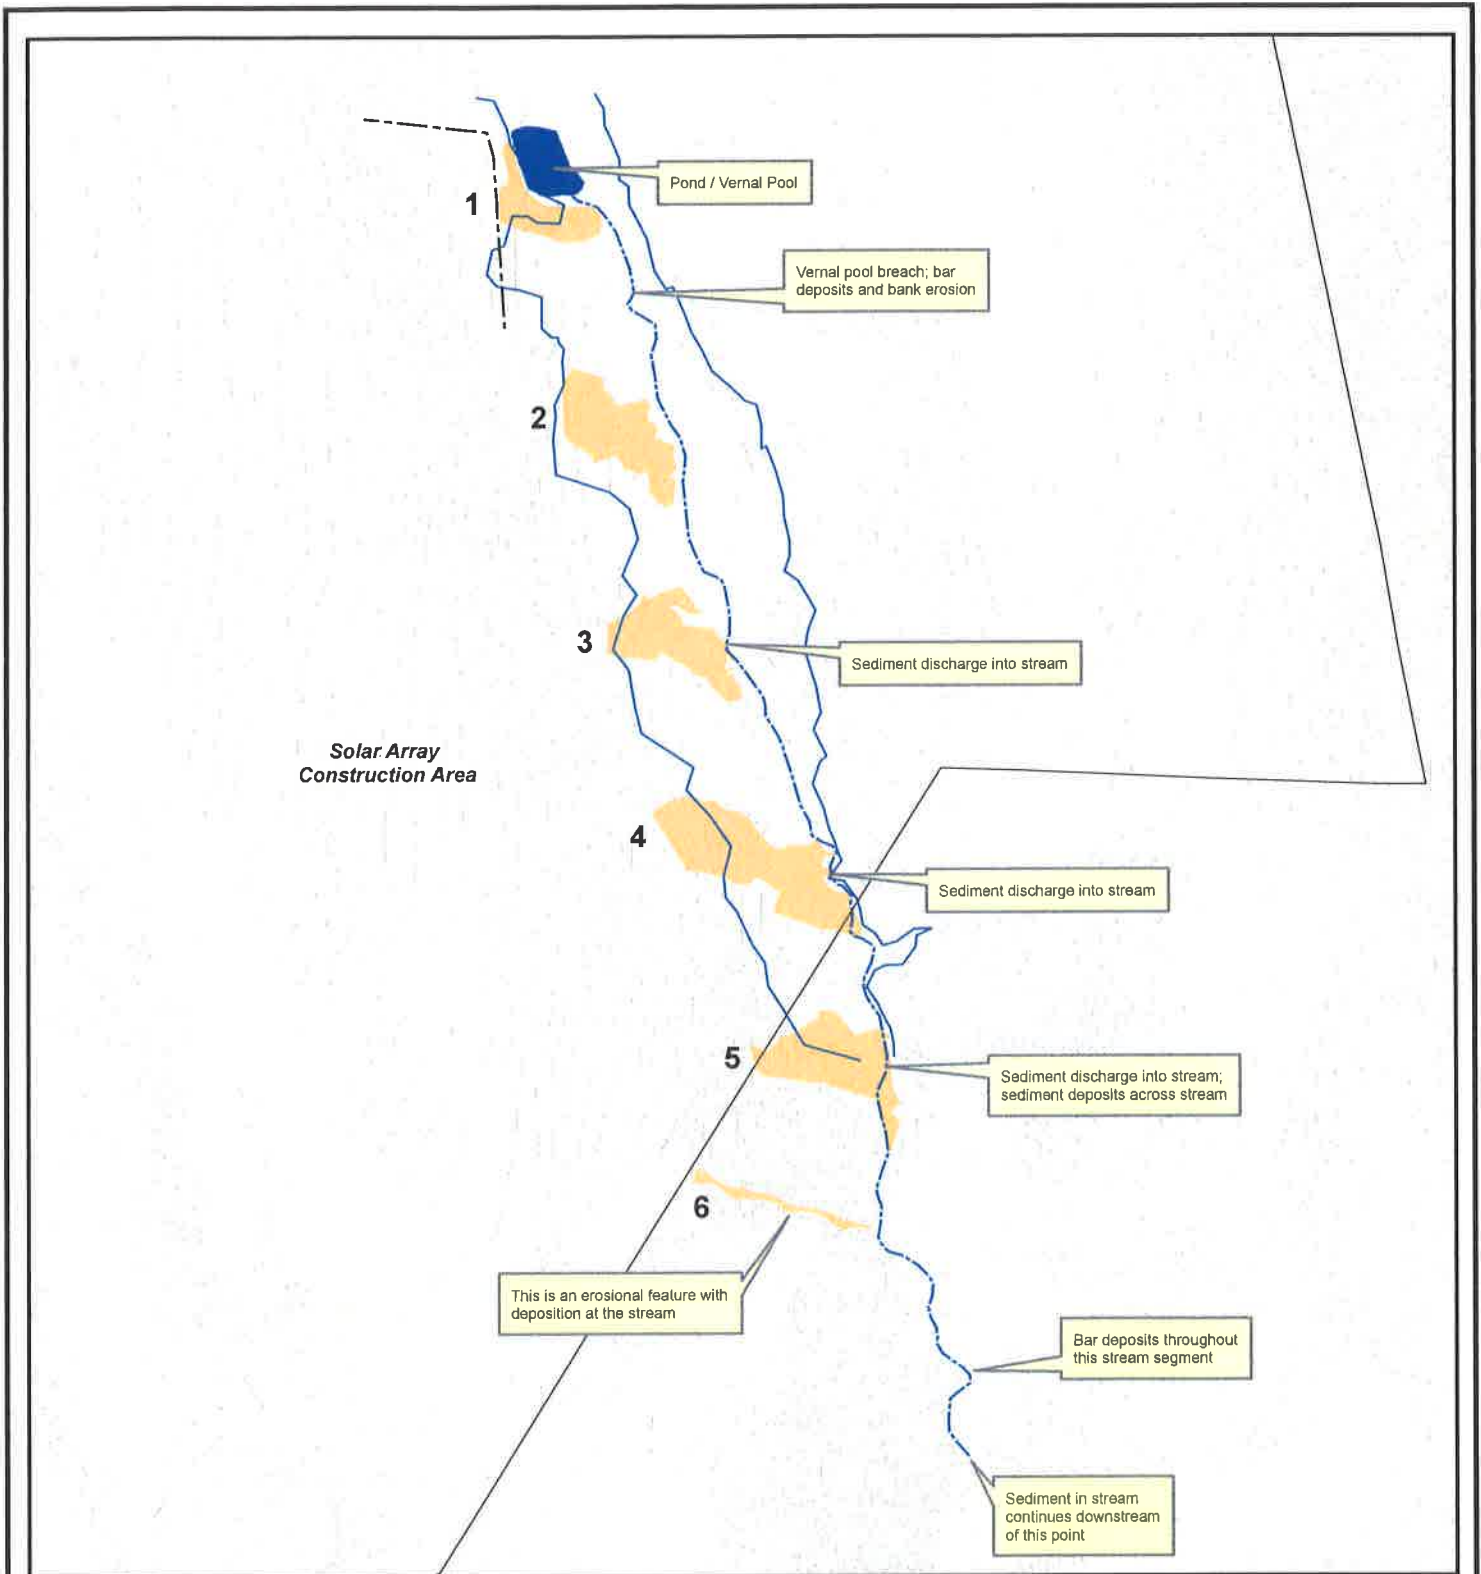 Pond / Vernal Pool
1
Vernal pool breach; bar
deposits and bank erosion
2
3
Sediment discharge into stream
Solar Array
Construction Area
4
Sediment discharge into stream
5
Sediment discharge into stream;
sediment deposits across stream
6
This is an erosional feature with
deposition at the stream
Bar deposits throughout
this stream segment
Sediment in stream
continues downstream
of this point